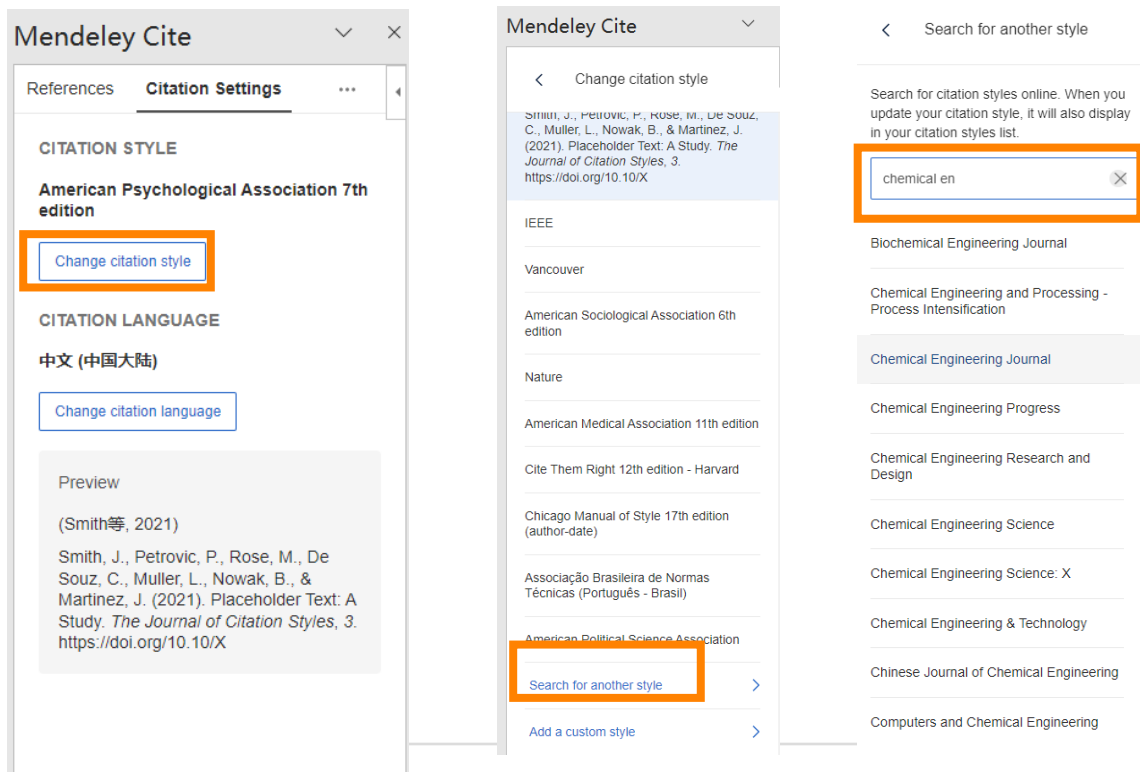 Mendeley Cite
References Citation Settings ...
CITATION STYLE
American Psychological Association 7th
edition
Change citation style
CITATION LANGUAGE
中文 (中国大陆)
Change citation language
Preview
(Smith等, 2021)
Smith, J., Petrovic, P., Rose, M., De
Souz, C., Muller, L., Nowak, B., &
Martinez, J. (2021). Placeholder Text: A
Study. The Journal of Citation Styles, 3.
https://doi.org/10.10/X
Mendeley Cite
Change citation style
Smith, J., Petrovic, P., Rose, M., De Souz,
C., Muller, L., Nowak, B., & Martinez, J.
(2021). Placeholder Text: A Study. The
Journal of Citation Styles, 3.
https://doi.org/10.10/X
IEEE
Vancouver
American Sociological Association 6th
edition
Nature
American Medical Association 11th edition
Cite Them Right 12th edition - Harvard
Chicago Manual of Style 17th edition
(author-date)
Associação Brasileira de Normas
Técnicas (Português - Brasil)
American Political Science Association
Search for another style
Add a custom style
Search for another style
Search for citation styles online. When you
update your citation style, it will also display
in your citation styles list.
chemical en
Biochemical Engineering Journal
Chemical Engineering and Processing -
Process Intensification
Chemical Engineering Journal
Chemical Engineering Progress
Chemical Engineering Research and
Design
Chemical Engineering Science
Chemical Engineering Science: X
Chemical Engineering & Technology
Chinese Journal of Chemical Engineering
Computers and Chemical Engineering